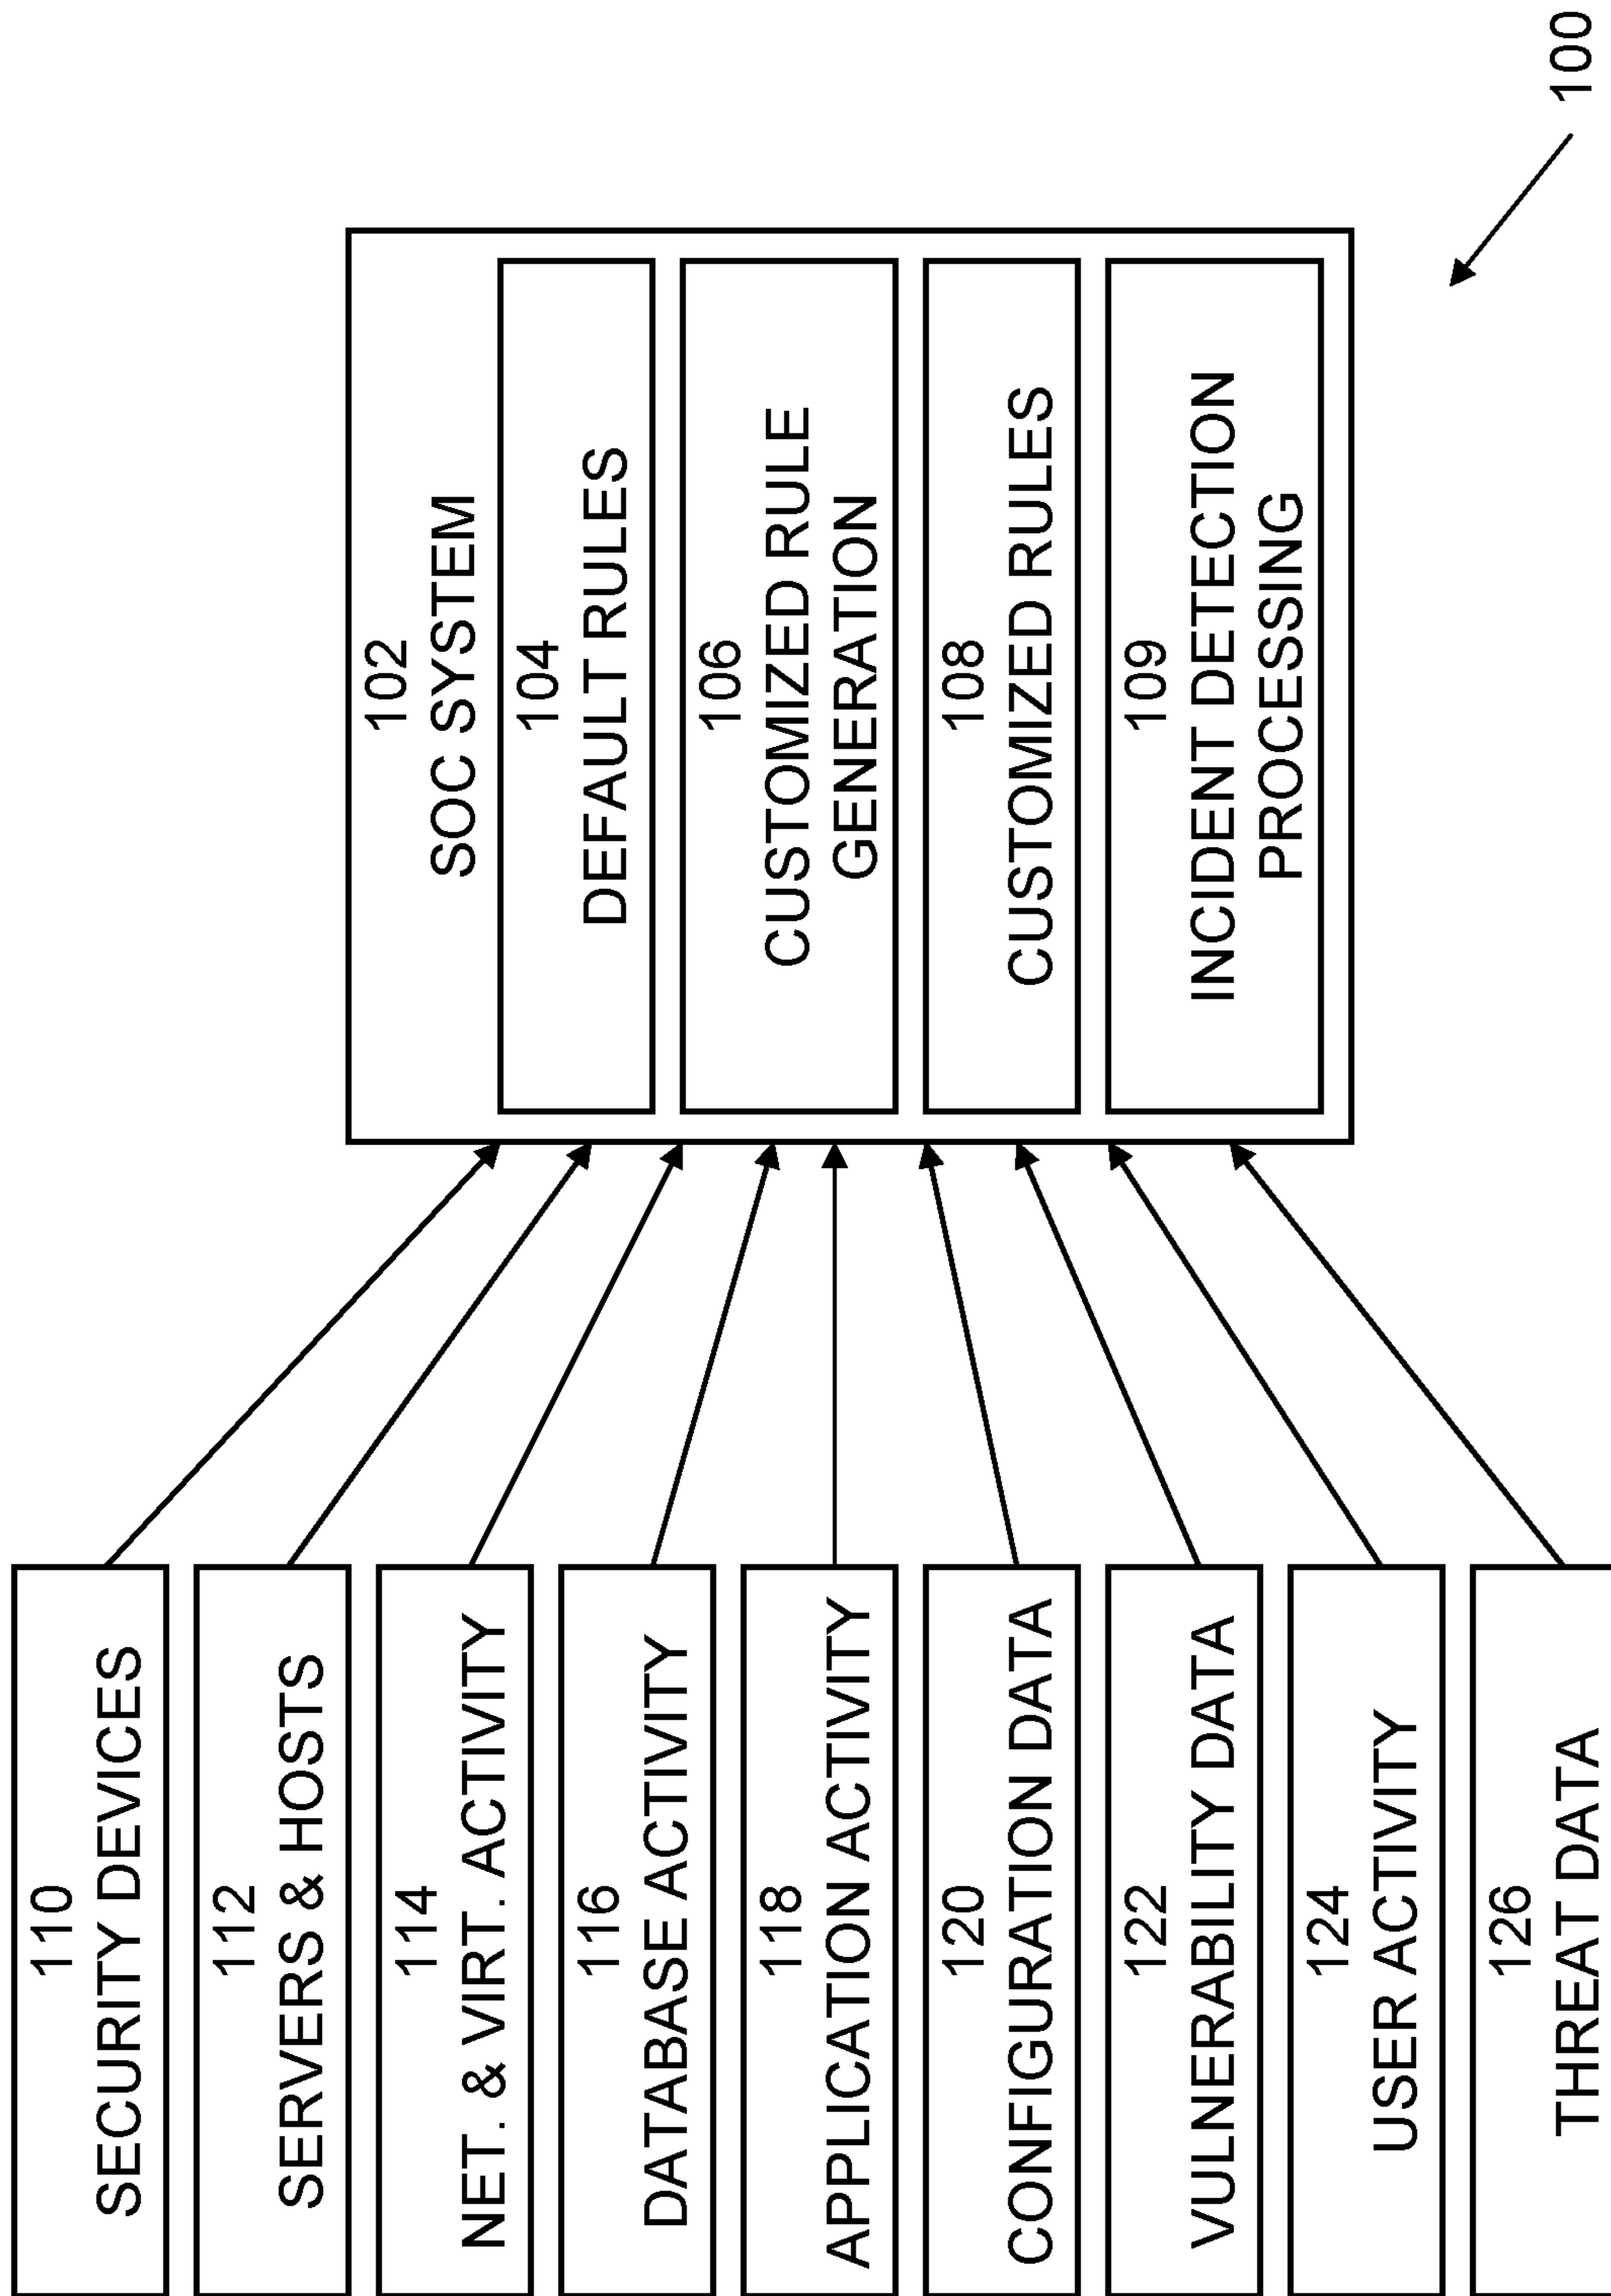 110
SECURITY DEVICES
112
SERVERS & HOSTS
114
NET. & VIRT. ACTIVITY
116
DATABASE ACTIVITY
118
APPLICATION ACTIVITY
120
CONFIGURATION DATA
122
VULNERABILITY DATA
124
USER ACTIVITY
126
THREAT DATA
102
SOC SYSTEM
104
DEFAULT RULES
106
CUSTOMIZED RULE
GENERATION
108
CUSTOMIZED RULES
109
INCIDENT DETECTION
PROCESSING
100